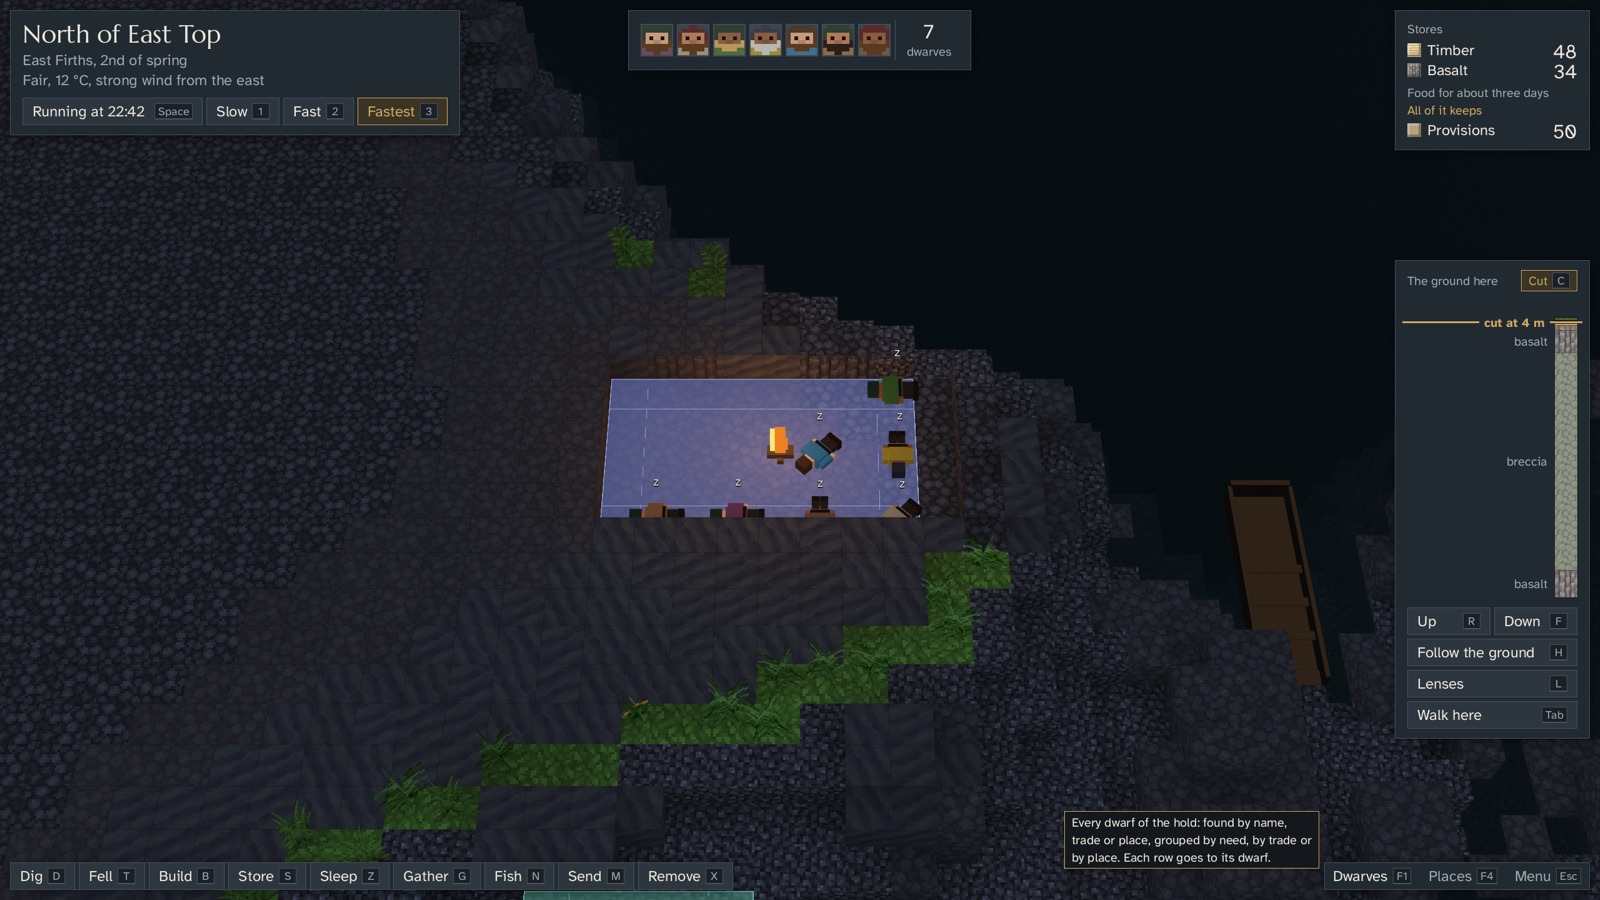 North of East Top
East Firths, 2nd of spring
Fair, 12 °C, strong wind from the east
Running at 22:42 Space
Slow 1
Fast 2
Fastest 3
7
dwarves
Stores
Timber 48
Basalt 34
Food for about three days
All of it keeps
Provisions 50
The ground here
Cut C
cut at 4 m
basalt
breccia
basalt
Up R
Down F
Follow the ground H
Lenses L
Walk here Tab
z
z
z
z
z
z
z
Every dwarf of the hold: found by name,
trade or place, grouped by need, by trade or
by place. Each row goes to its dwarf.
Dig D
Fell T
Build B
Store S
Sleep Z
Gather G
Fish N
Send M
Remove X
Dwarves F1
Places F4
Menu Esc